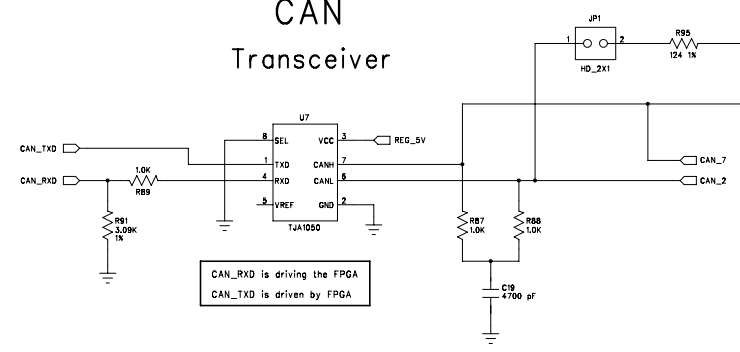 CAN
Transceiver
JP1
1
2
HD_2X1
R95
124 1%
U7
8
SEL
VCC
3
REG_5V
CAN_TXD
1
TXD
CANH
7
CAN_7
CAN_RXD
1.0K
R89
4
RXD
CANL
6
CAN_2
5
VREF
GND
2
TJA1050
R91
3.09K
1%
R87
1.0K
R88
1.0K
CAN_RXD is driving the FPGA
CAN_TXD is driven by FPGA
C19
4700 pF